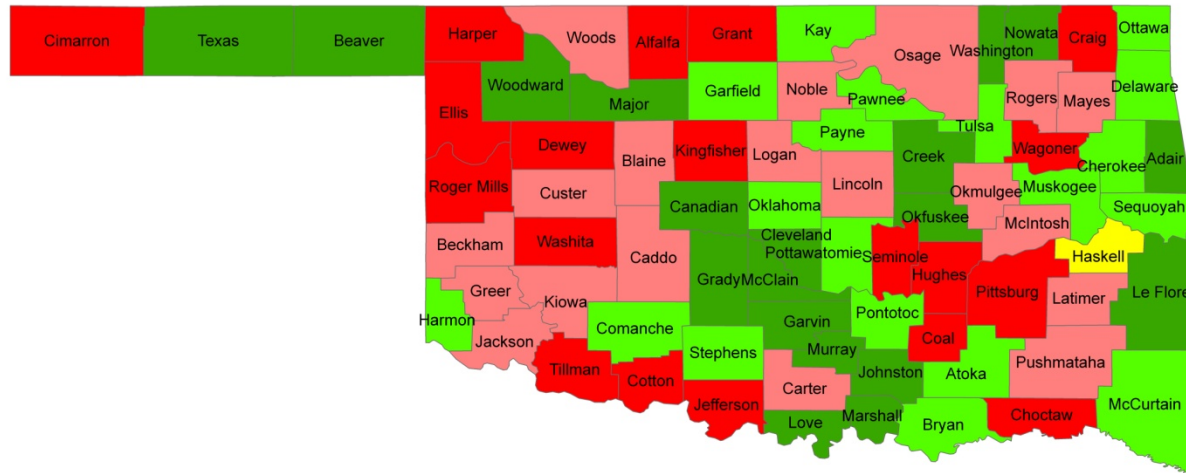 Cimarron
Texas
Beaver
Harper
Woods
Alfalfa
Grant
Kay
Osage
Washington
Nowata
Craig
Ottawa
Ellis
Woodward
Major
Garfield
Noble
Pawnee
Rogers
Mayes
Delaware
Roger Mills
Dewey
Blaine
Kingfisher
Logan
Payne
Creek
Tulsa
Wagoner
Cherokee
Adair
Custer
Canadian
Oklahoma
Lincoln
Okfuskee
Okmulgee
Muskogee
McIntosh
Sequoyah
Beckham
Washita
Caddo
Grady
McClain
Cleveland
Pottawatomie
Seminole
Hughes
Pittsburg
Haskell
Latimer
Le Flore
Harmon
Greer
Kiowa
Jackson
Comanche
Stephens
Garvin
Murray
Pontotoc
Coal
Johnston
Atoka
Pushmataha
McCurtain
Tillman
Cotton
Jefferson
Carter
Love
Marshall
Bryan
Choctaw